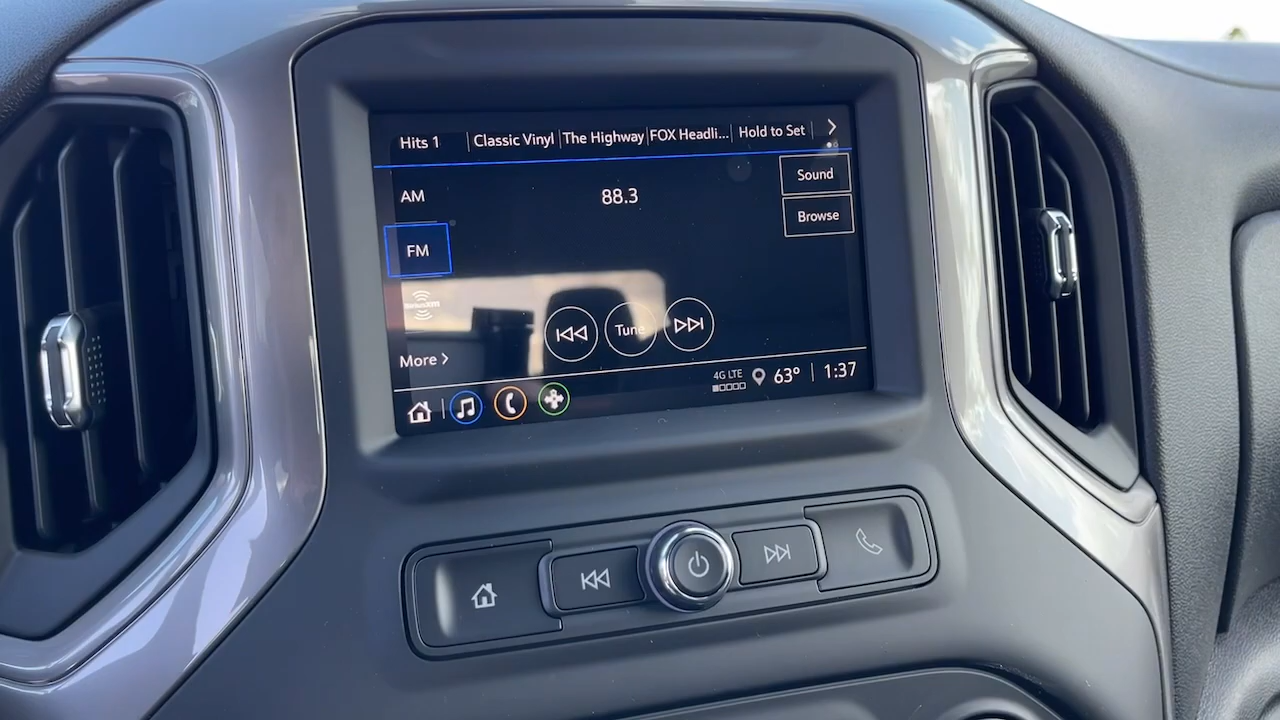 Hits 1 Classic Vinyl The Highway FOX Headli... Hold to Set
AM
88.3
Sound
Browse
FM
Tune
More
4G LTE
63° 1:37